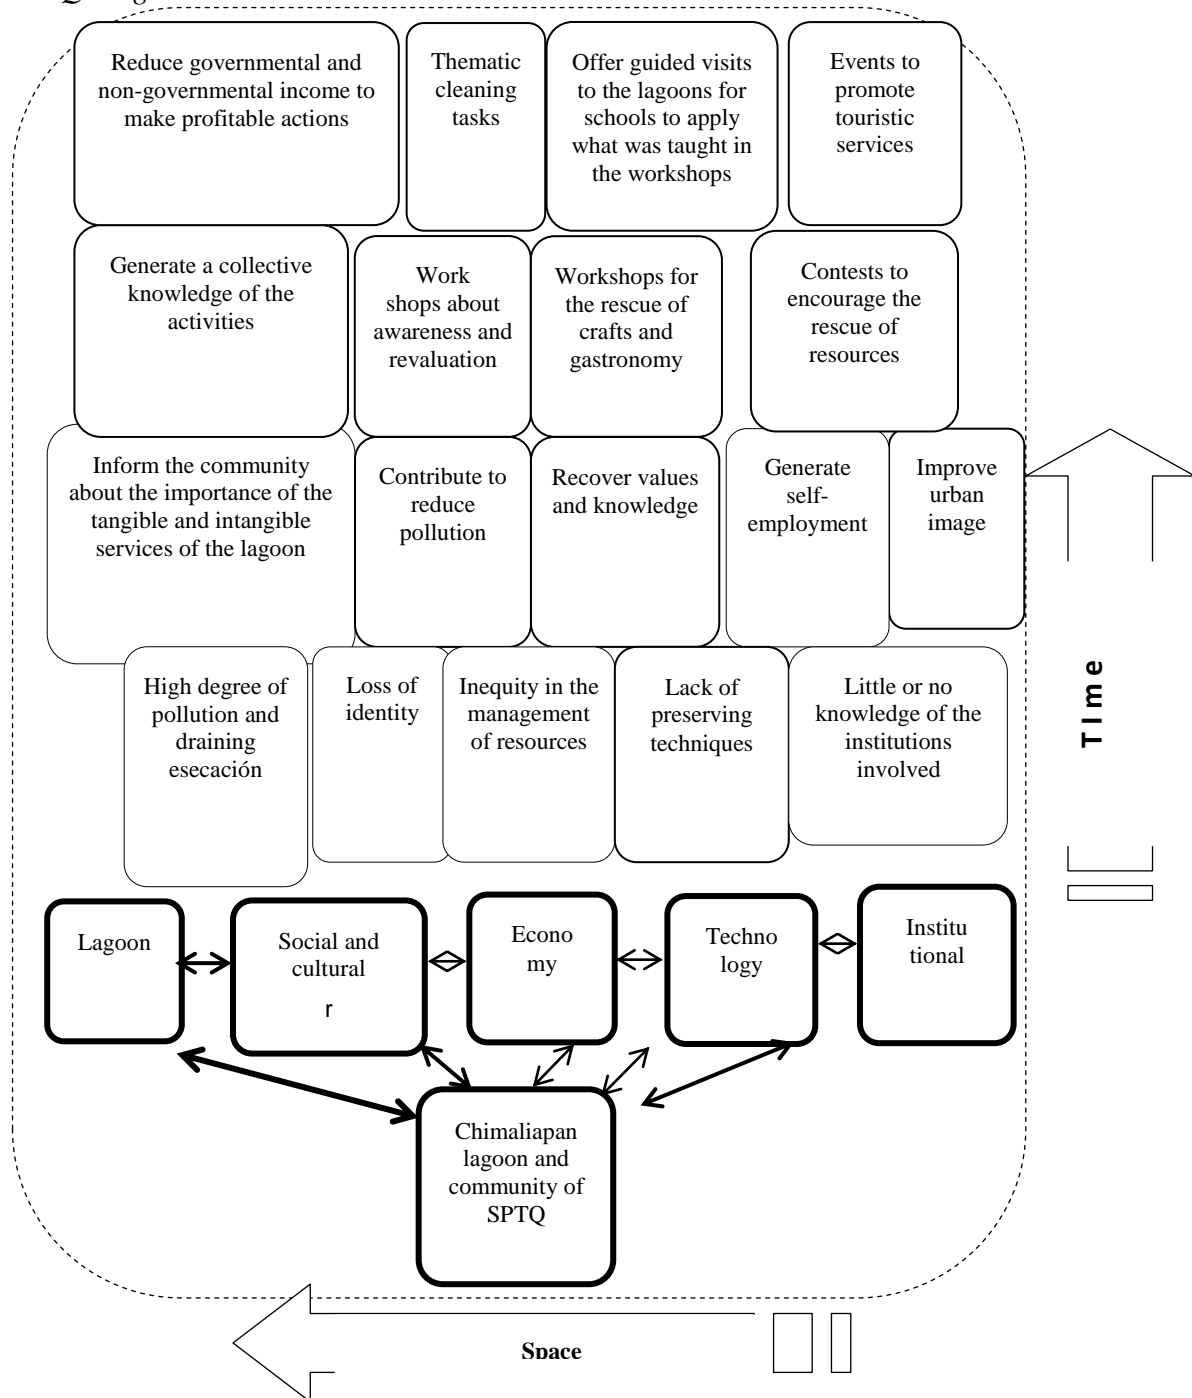 Reduce governmental and
non-governmental income to
make profitable actions
Thematic
cleaning
tasks
Offer guided visits
to the lagoons for
schools to apply
what was taught in
the workshops
Events to
promote
touristic
services
Generate a collective
knowledge of the
activities
Work
shops about
awareness and
revaluation
Workshops for
the rescue of
crafts and
gastronomy
Contests to
encourage the
rescue of
resources
Inform the community
about the importance of the
tangible and intangible
services of the lagoon
Contribute to
reduce
pollution
Recover values
and knowledge
Generate
self-
employment
Improve
urban
image
High degree of
pollution and
draining
esecación
Loss of
identity
Inequity in the
management
of resources
Lack of
preserving
techniques
Little or no
knowledge of the
institutions
involved
TIme
Lagoon
Social and
cultural
r
Econo
my
Techno
logy
Institu
tional
Chimaliapan
lagoon and
community of
SPTQ
Space